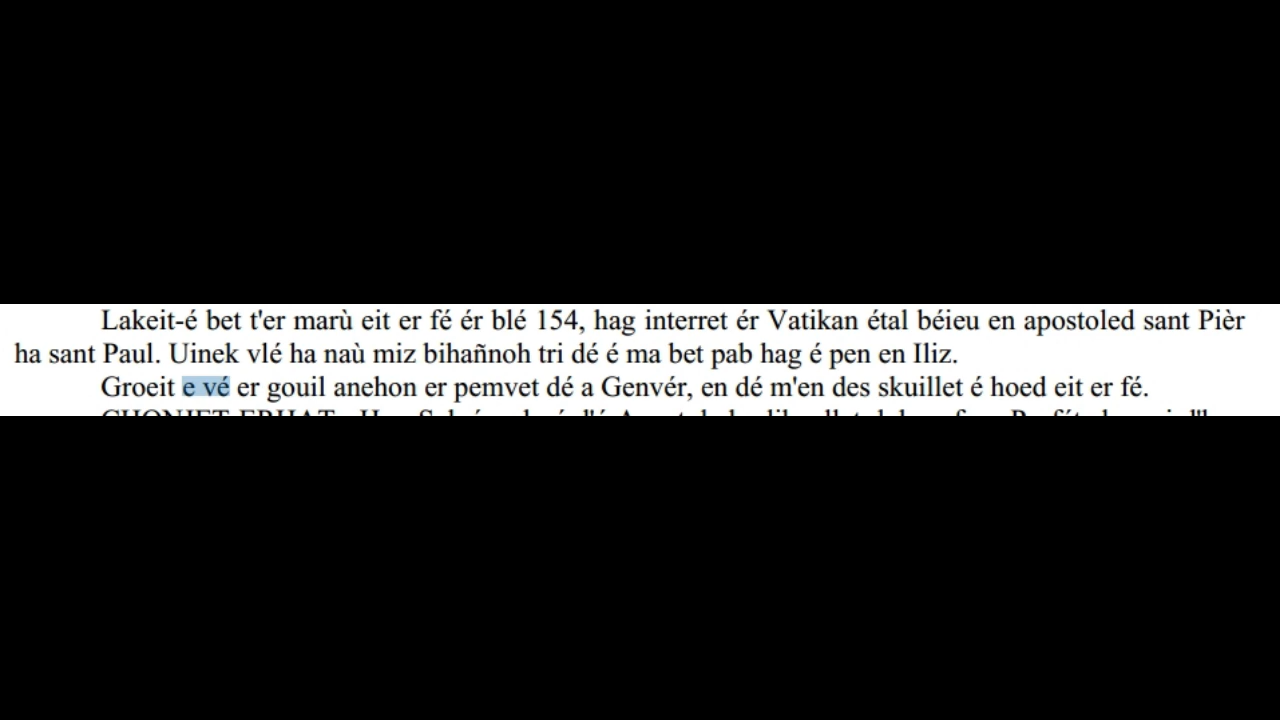 Lakeit-é bet t'er marù eit er fé ér blé 154, hag interret ér Vatikan étal béieu en apostoled sant Pièr
ha sant Paul. Uinek vlé ha naù miz bihañnoh tri dé é ma bet pab hag é pen en Iliz.
Groeit e vé er gouil anehon er pemvet dé a Genvér, en dé m'en des skuillet é hoed eit er fé.